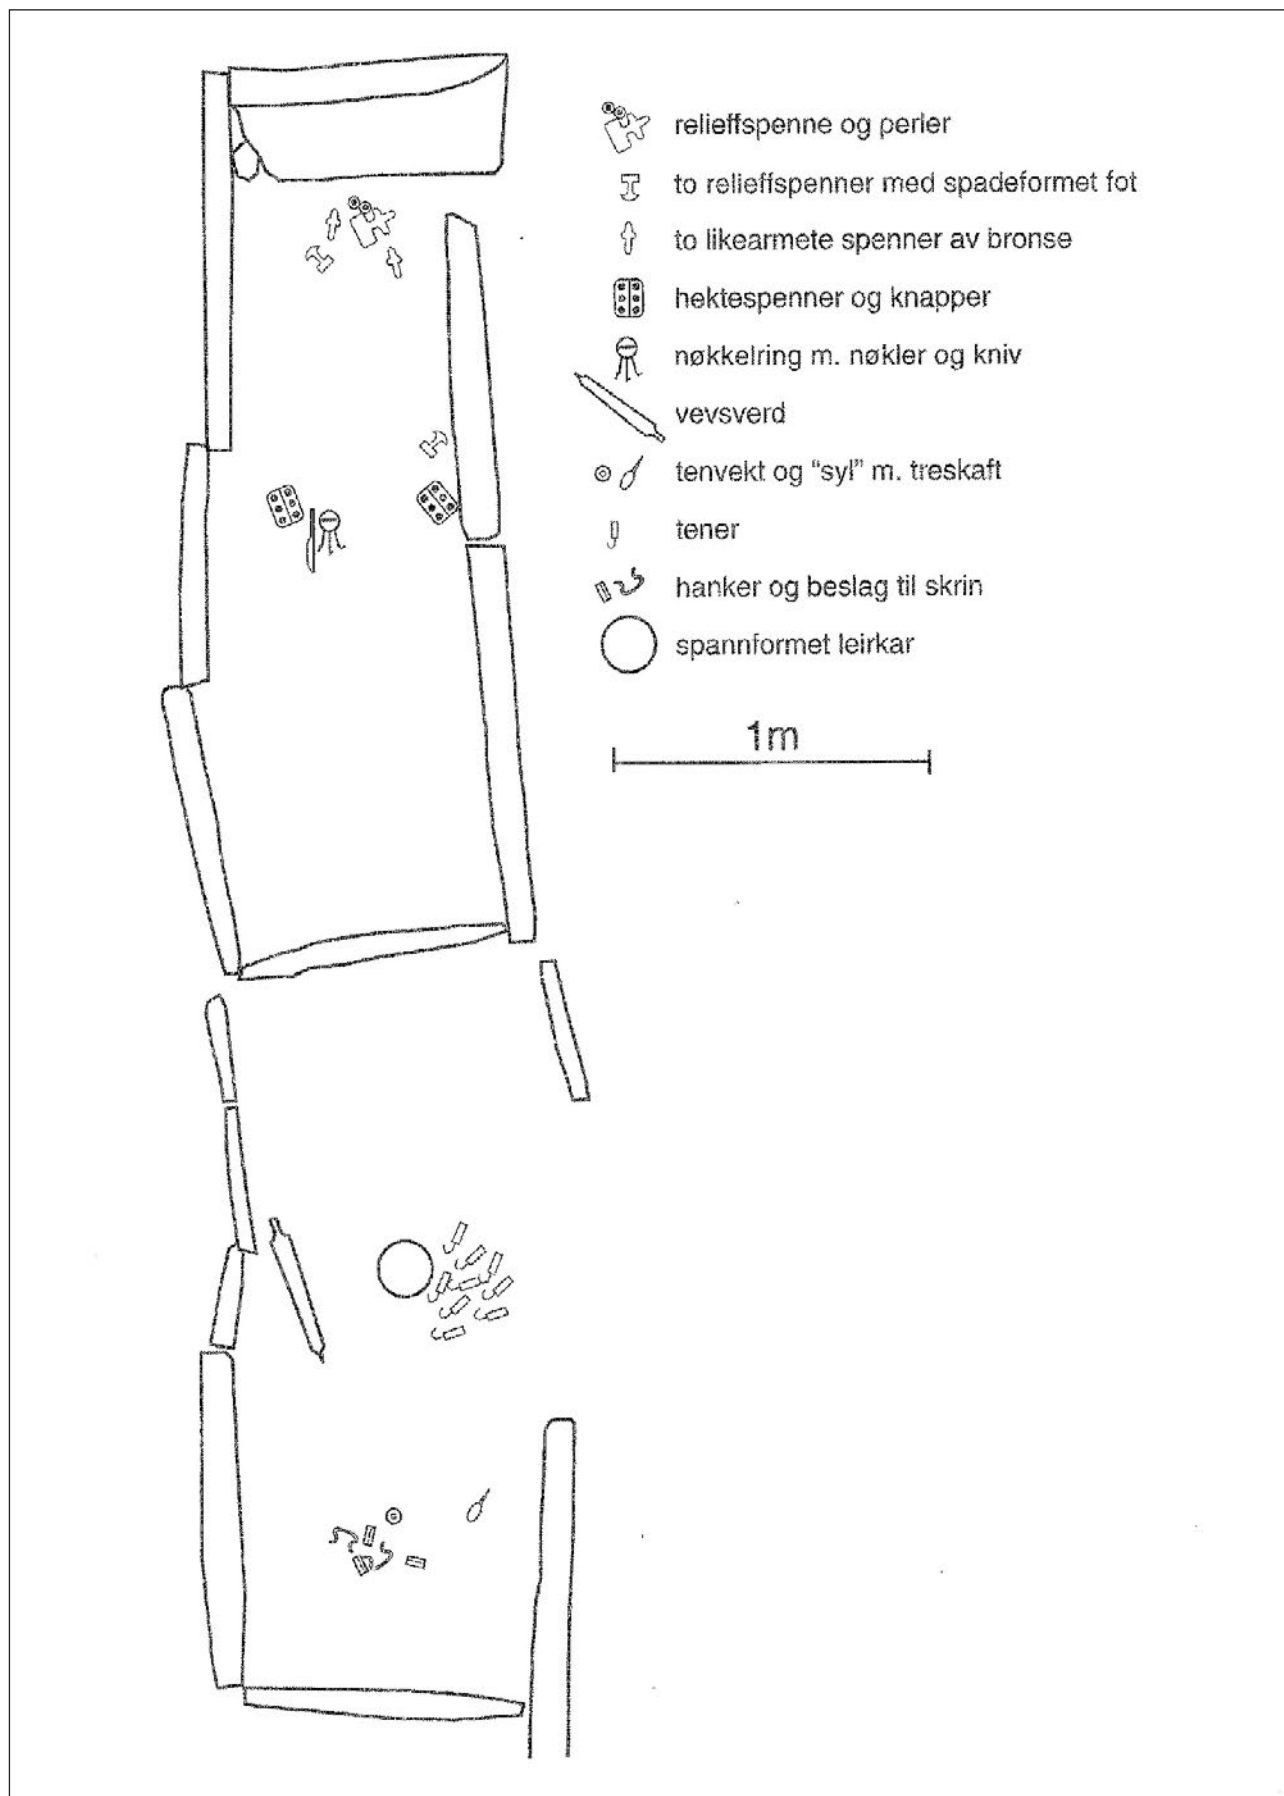 relieffspenne og perler
to relieffspenner med spadeformet fot
to likearmete spenner av bronse
hektespenner og knapper
nøkkelring m. nøkler og kniv
vevsverd
tenvekt og "syl" m. treskaft
tener
hanker og beslag til skrin
spannformet leirkar
1m